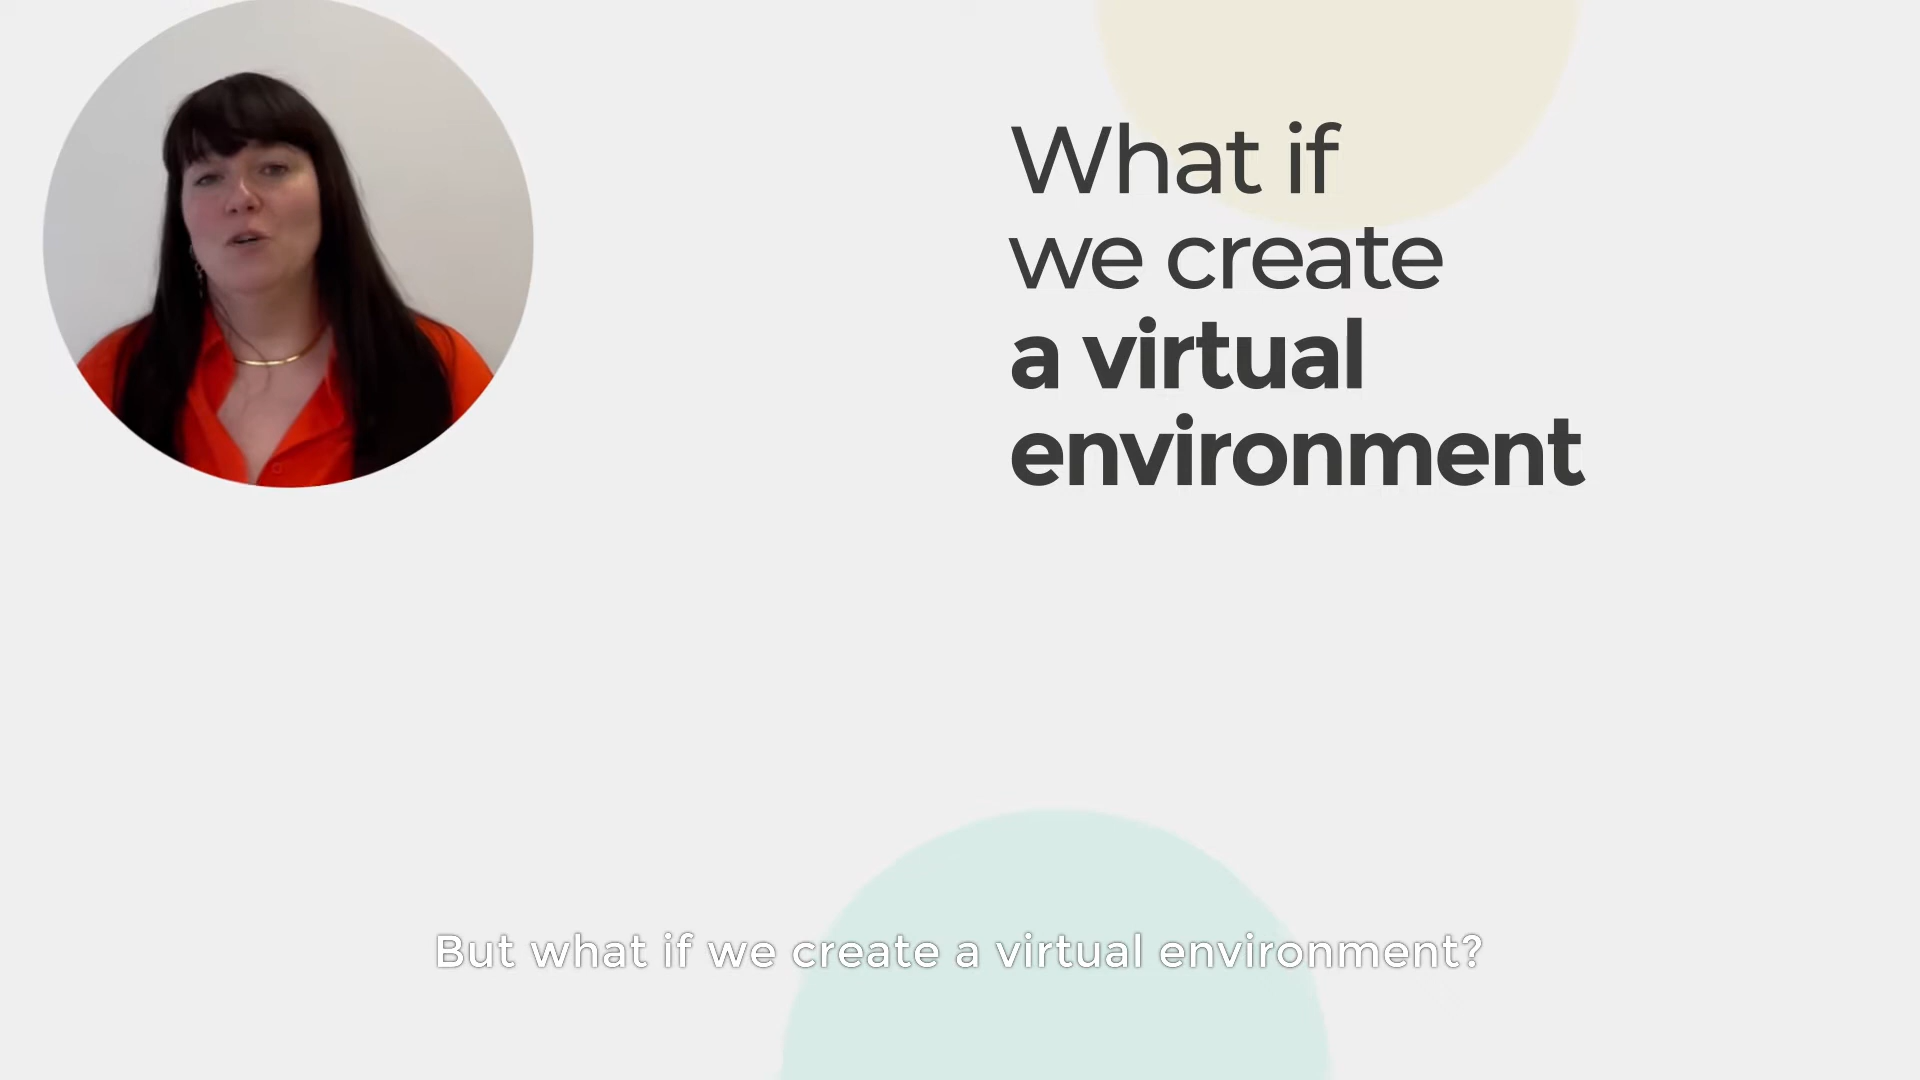 What if
we create
a virtual
environment
But what if we create a virtual environment?